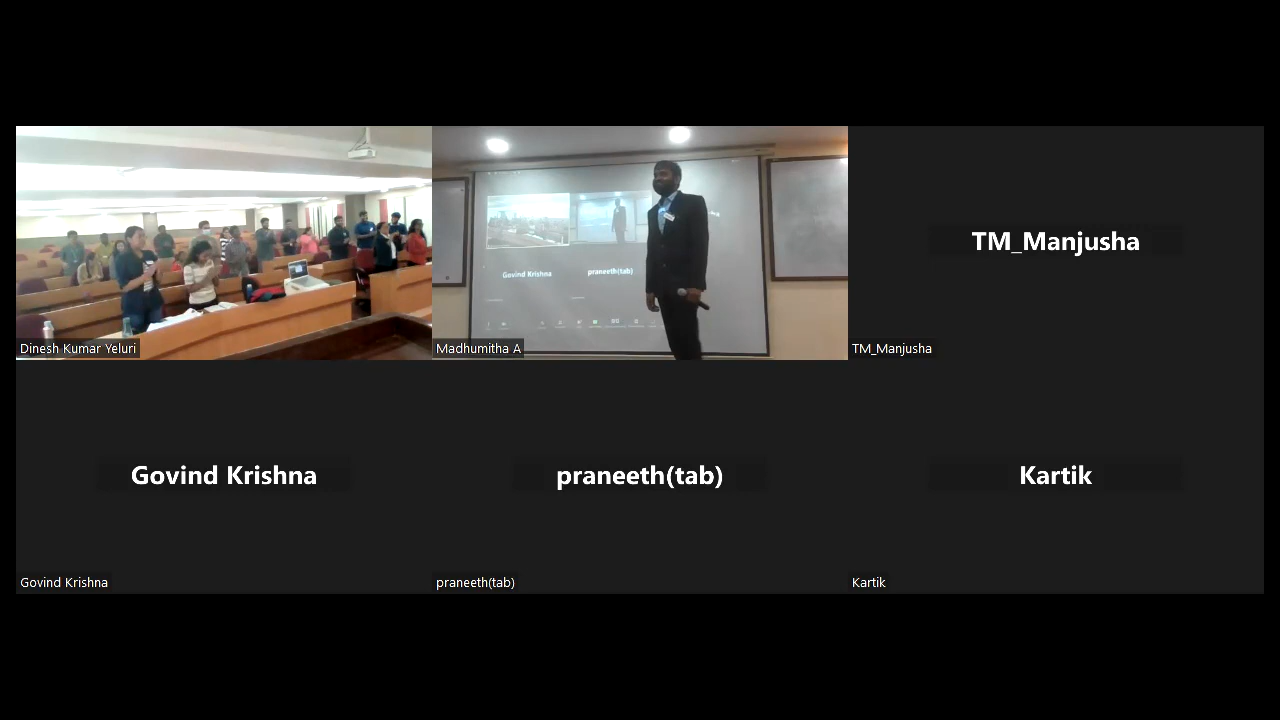 Govind Krishna
praneeth(tab)
Dinesh Kumar Yeluri
Madhumitha A
TM_Manjusha
TM_Manjusha
Govind Krishna
praneeth(tab)
Kartik
Govind Krishna
praneeth(tab)
Kartik